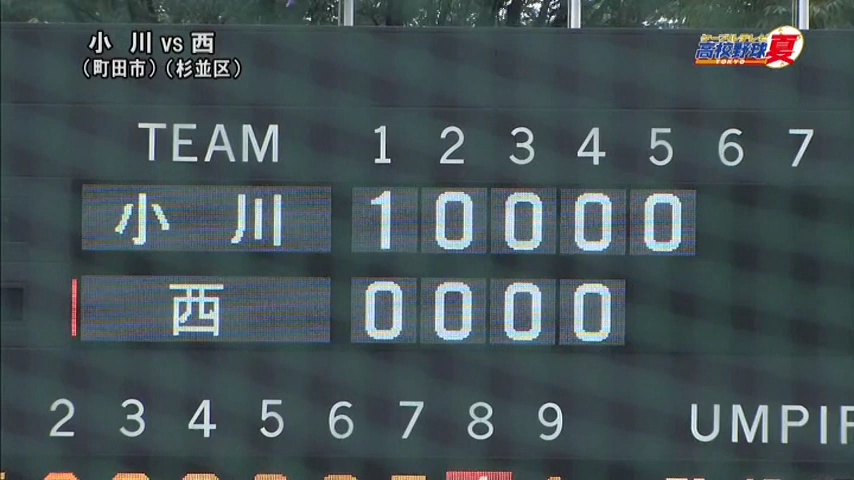 小川 VS 西
(町田市) (杉並区)
高校野球 夏
TOKYO
TEAM 1 2 3 4 5 6 7
小 川 1 0 0 0 0
西 0 0 0 0
2 3 4 5 6 7 8 9 UMPIR